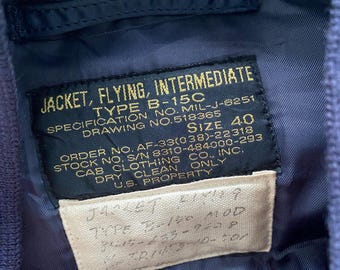 JACKET, FLYING, INTERMEDIATE
TYPE B-15C
SPECIFICATION NO. MIL-J-6251
DRAWING NO. 518365
SIZE 40
ORDER NO. AF-33(038)-22318
STOCK NO. S/N 8310-484000-293
CAB CLOTHING CO. INC.
DRY CLEAN ONLY
U.S. PROPERTY
JACKET
TYPE B-15C MOD